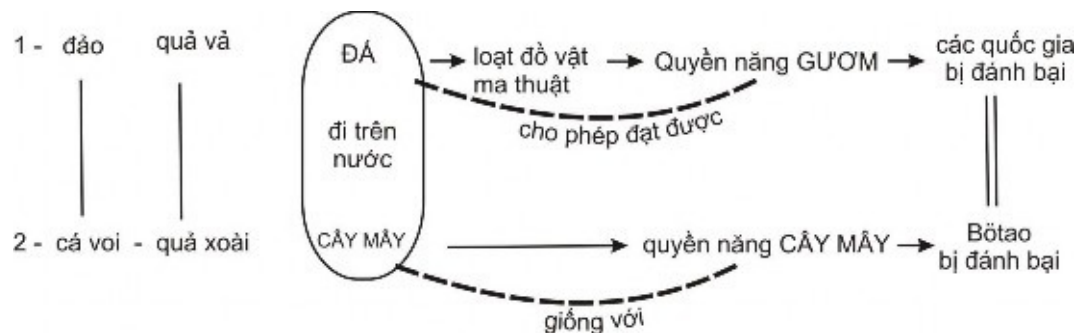 1 - đảo quả vả ĐÁ loạt đồ vật ma thuật Quyền năng GƯƠM các quốc gia bị đánh bại
cho phép đạt được
đi trên
nước
2 - cá voi - quả xoài CÂY MÂY quyền năng CÂY MÂY Bötao bị đánh bại
giống với